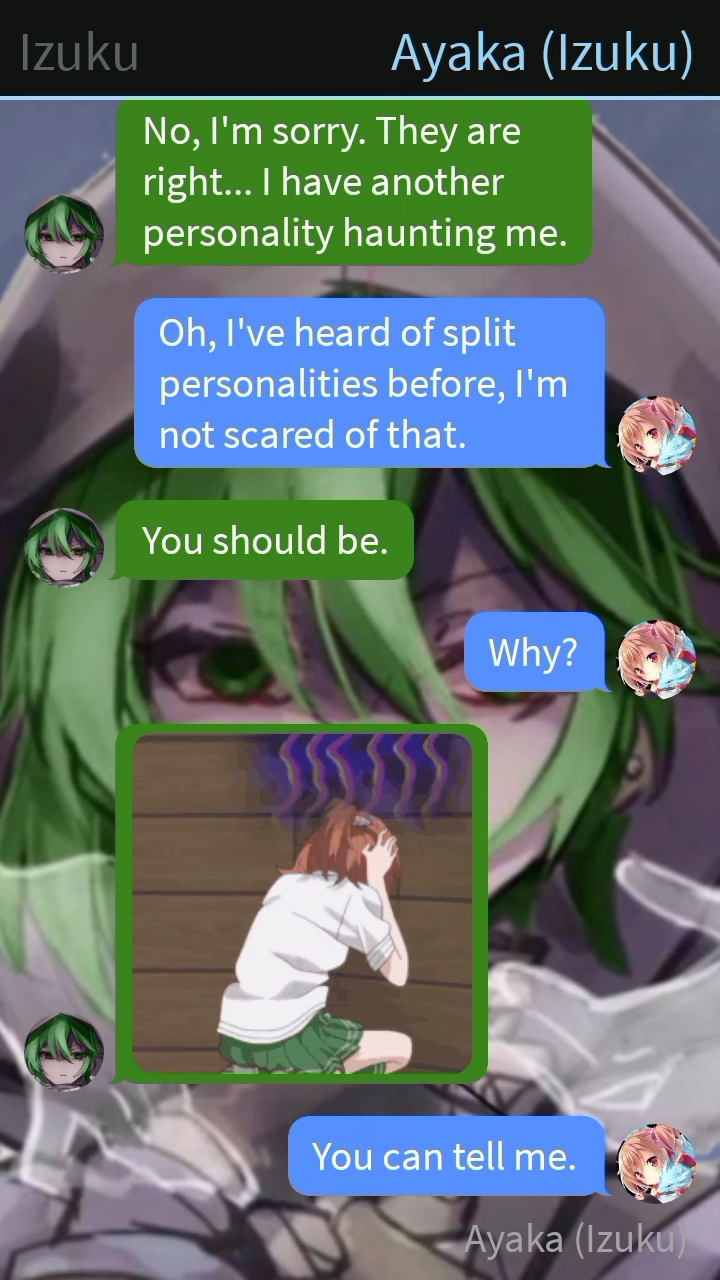 Izuku
Ayaka (Izuku)
No, I'm sorry. They are
right... I have another
personality haunting me.
Oh, I've heard of split
personalities before, I'm
not scared of that.
You should be.
Why?
You can tell me.
Ayaka (Izuku)